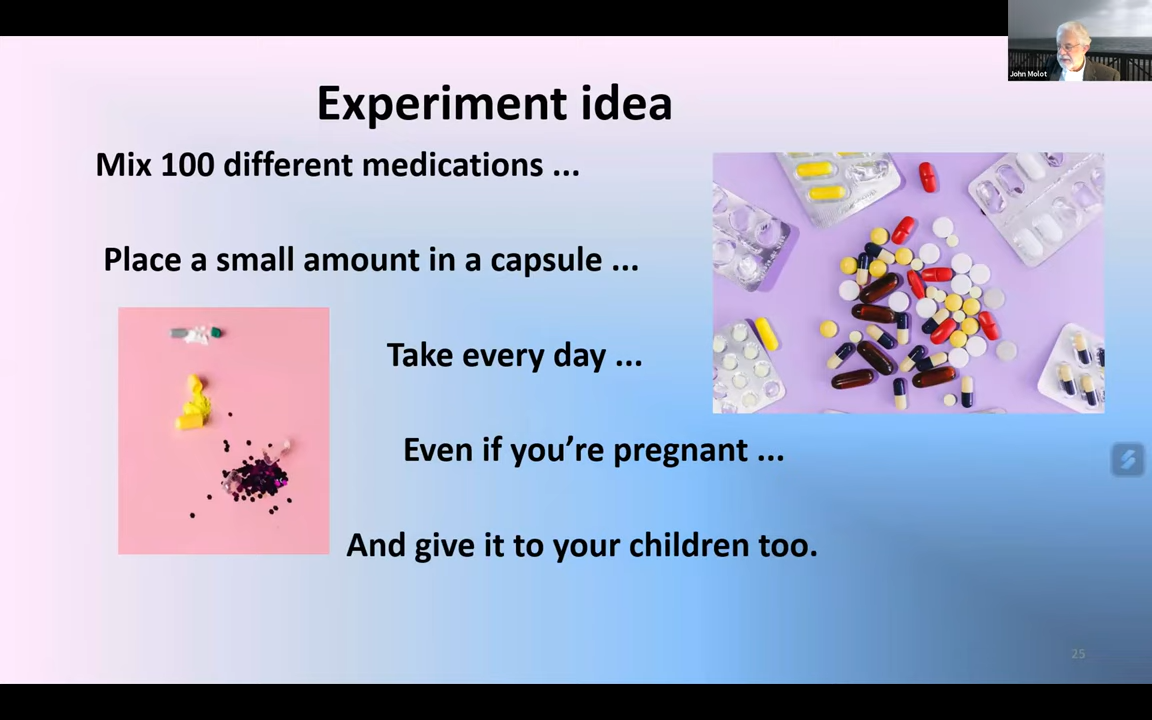 John Molot
Experiment idea
Mix 100 different medications ...
Place a small amount in a capsule ...
Take every day ...
Even if you’re pregnant ...
And give it to your children too.
25